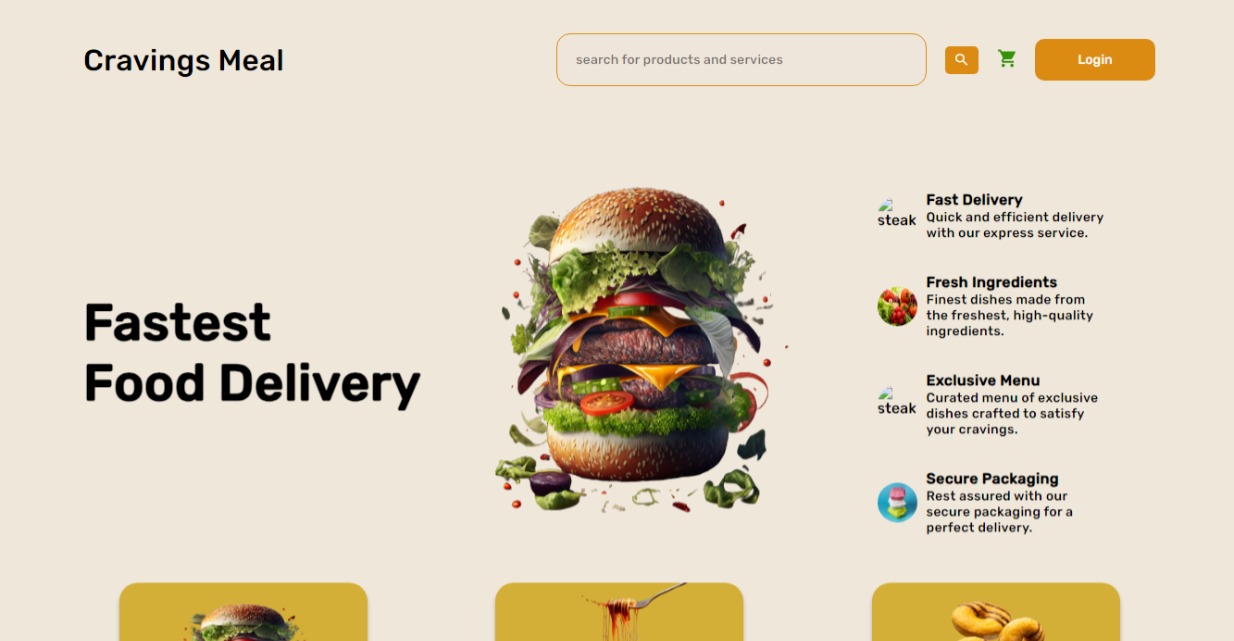 Cravings Meal
search for products and services
Login
Fastest
Food Delivery
steak
Fast Delivery
Quick and efficient delivery
with our express service.
Fresh Ingredients
Finest dishes made from
the freshest, high-quality
ingredients.
steak
Exclusive Menu
Curated menu of exclusive
dishes crafted to satisfy
your cravings.
Secure Packaging
Rest assured with our
secure packaging for a
perfect delivery.